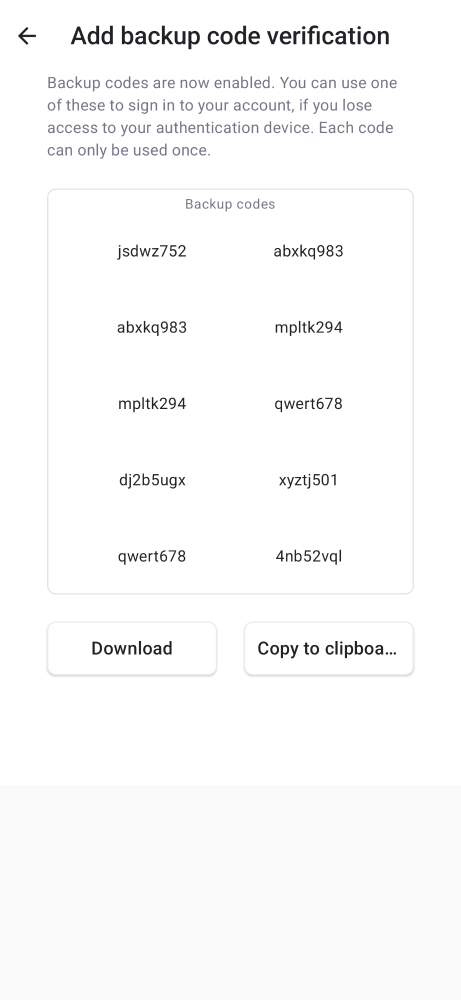 Add backup code verification
Backup codes are now enabled. You can use one
of these to sign in to your account, if you lose
access to your authentication device. Each code
can only be used once.
Backup codes
jsdwz752 abxkq983
abxkq983 mpltk294
mpltk294 qwert678
dj2b5ugx xyztj501
qwert678 4nb52vql
Download Copy to clipboa...